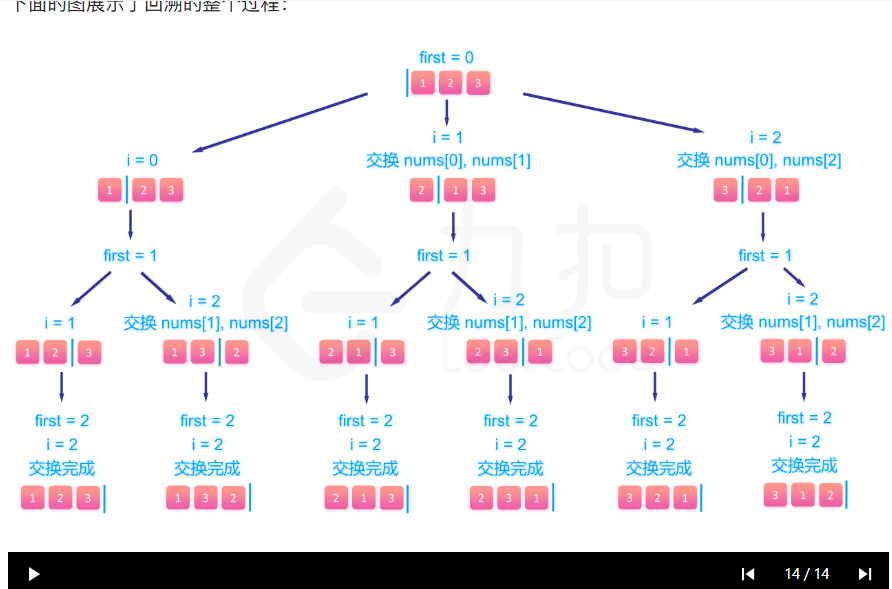 下面的图展示了回溯的整个过程：
first = 0
1 2 3
i = 0
i = 1
交换 nums[0], nums[1]
i = 2
交换 nums[0], nums[2]
1 2 3
2 1 3
3 2 1
first = 1
first = 1
first = 1
i = 1
i = 2
交换 nums[1], nums[2]
i = 1
i = 2
交换 nums[1], nums[2]
i = 1
i = 2
交换 nums[1], nums[2]
1 2 3
1 3 2
2 1 3
2 3 1
3 2 1
3 1 2
first = 2
i = 2
交换完成
1 2 3
first = 2
i = 2
交换完成
1 3 2
first = 2
i = 2
交换完成
2 1 3
first = 2
i = 2
交换完成
2 3 1
first = 2
i = 2
交换完成
3 2 1
first = 2
i = 2
交换完成
3 1 2
力扣
LeetCode
14 / 14